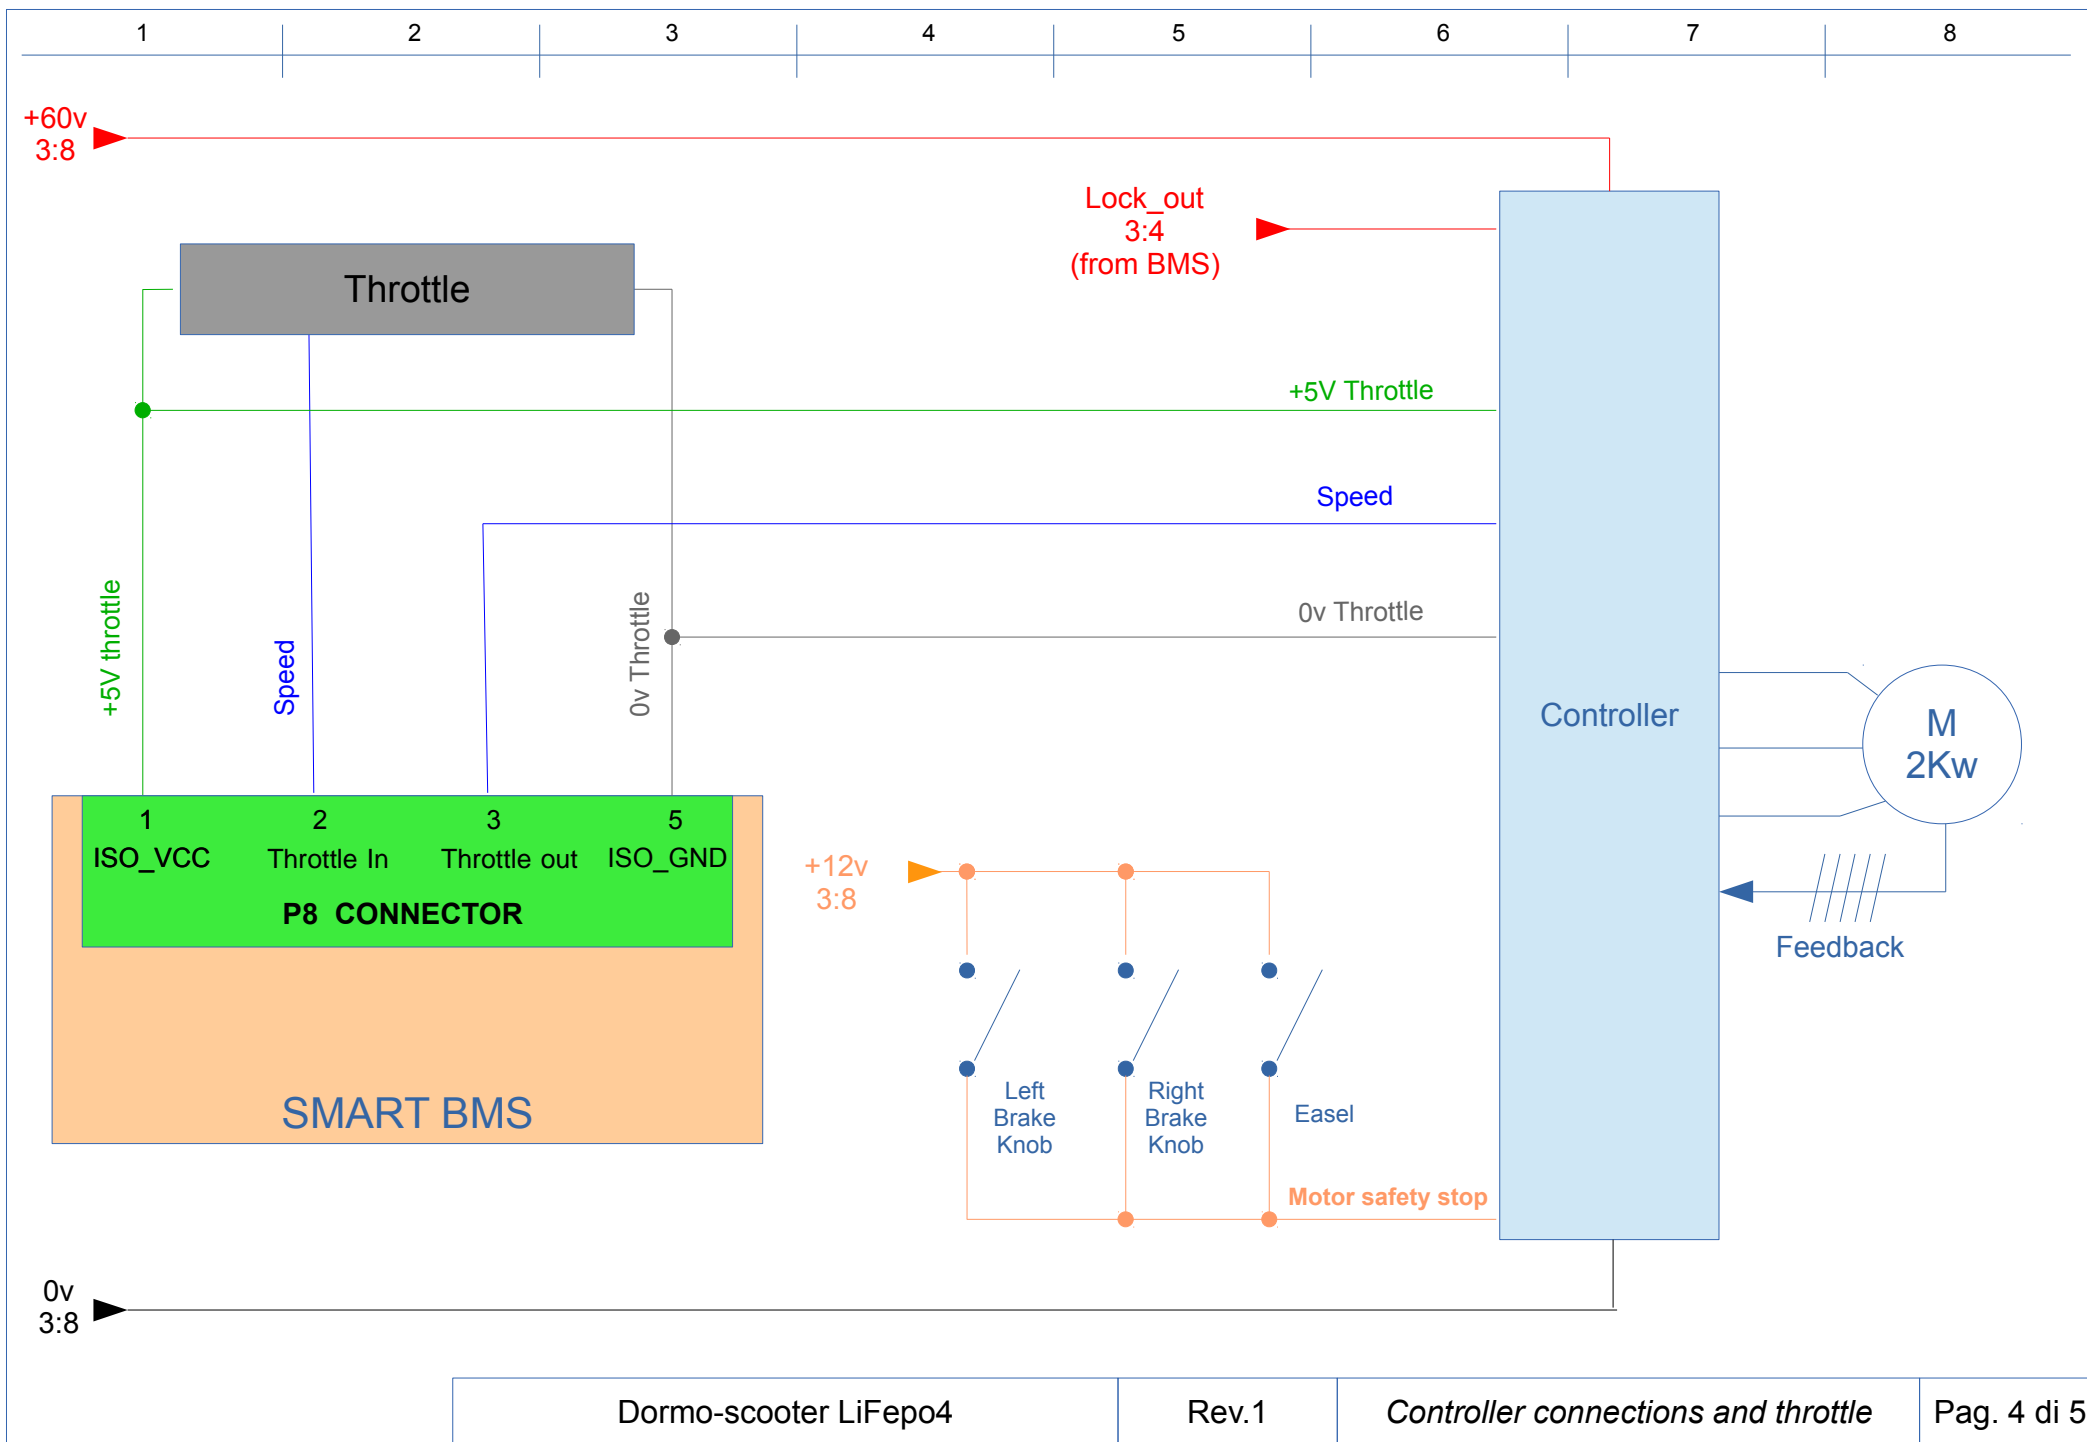 1 2 3 4 5 6 7 8
+60v
3:8
Lock_out
3:4
(from BMS)
Throttle
+5V Throttle
Speed
0v Throttle
+5V throttle
Speed
0v Throttle
Controller
M
2Kw
Feedback
1 2 3 5
ISO_VCC Throttle In Throttle out ISO_GND
P8 CONNECTOR
SMART BMS
+12v
3:8
Left
Brake
Knob
Right
Brake
Knob
Easel
Motor safety stop
0v
3:8
Dormo-scooter LiFepo4 Rev.1 Controller connections and throttle Pag. 4 di 5